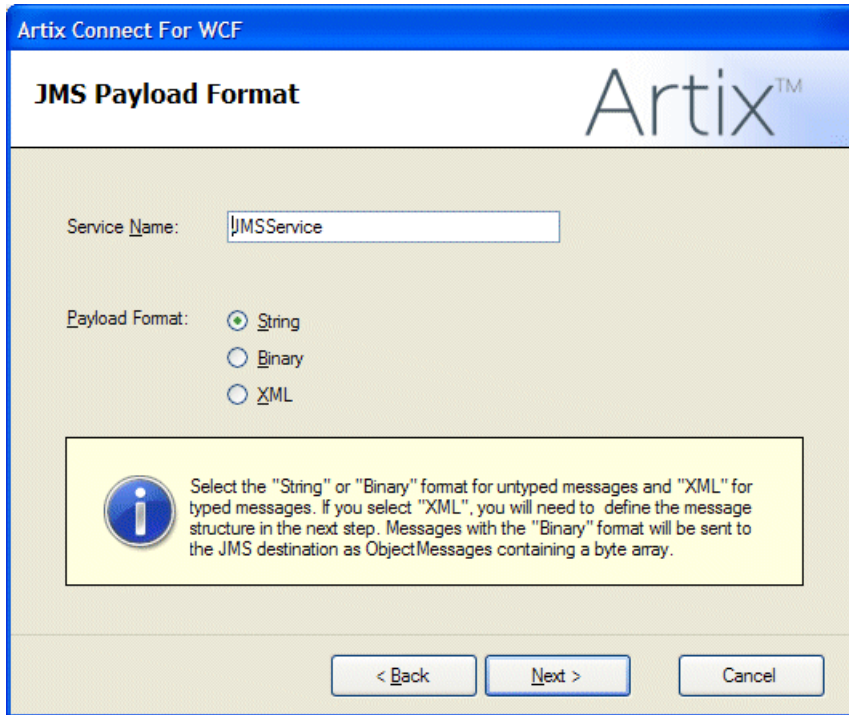 Artix Connect For WCF
JMS Payload Format
Artix™
Service Name:
JMSService
Payload Format:
String
Binary
XML
Select the "String" or "Binary" format for untyped messages and "XML" for
typed messages. If you select "XML", you will need to define the message
structure in the next step. Messages with the "Binary" format will be sent to
the JMS destination as ObjectMessages containing a byte array.
< Back
Next >
Cancel